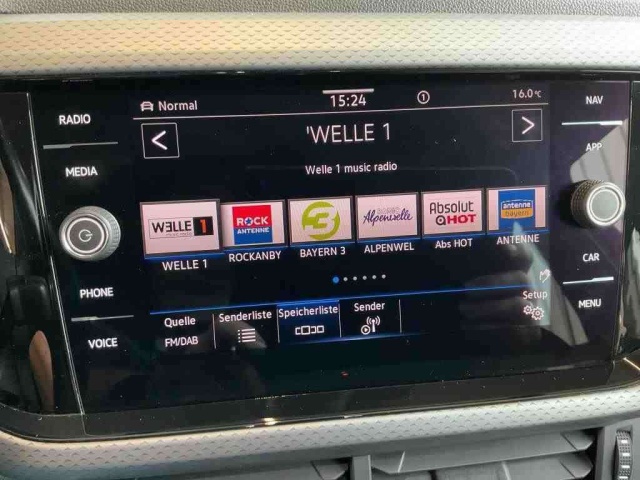 RADIO
MEDIA
PHONE
VOICE
NAV
APP
CAR
MENU
Normal
15:24
1
16.0°C
< 'WELLE 1 >
Welle 1 music radio
WELLE 1
ROCK
ANTENNE
3
Alpenwelle
Absolut
HOT
antenne
bayern
WELLE 1
ROCKANBY
BAYERN 3
ALPENWEL
Abs HOT
ANTENNE
Quelle
FM/DAB
Senderliste
Speicherliste
Sender
Setup